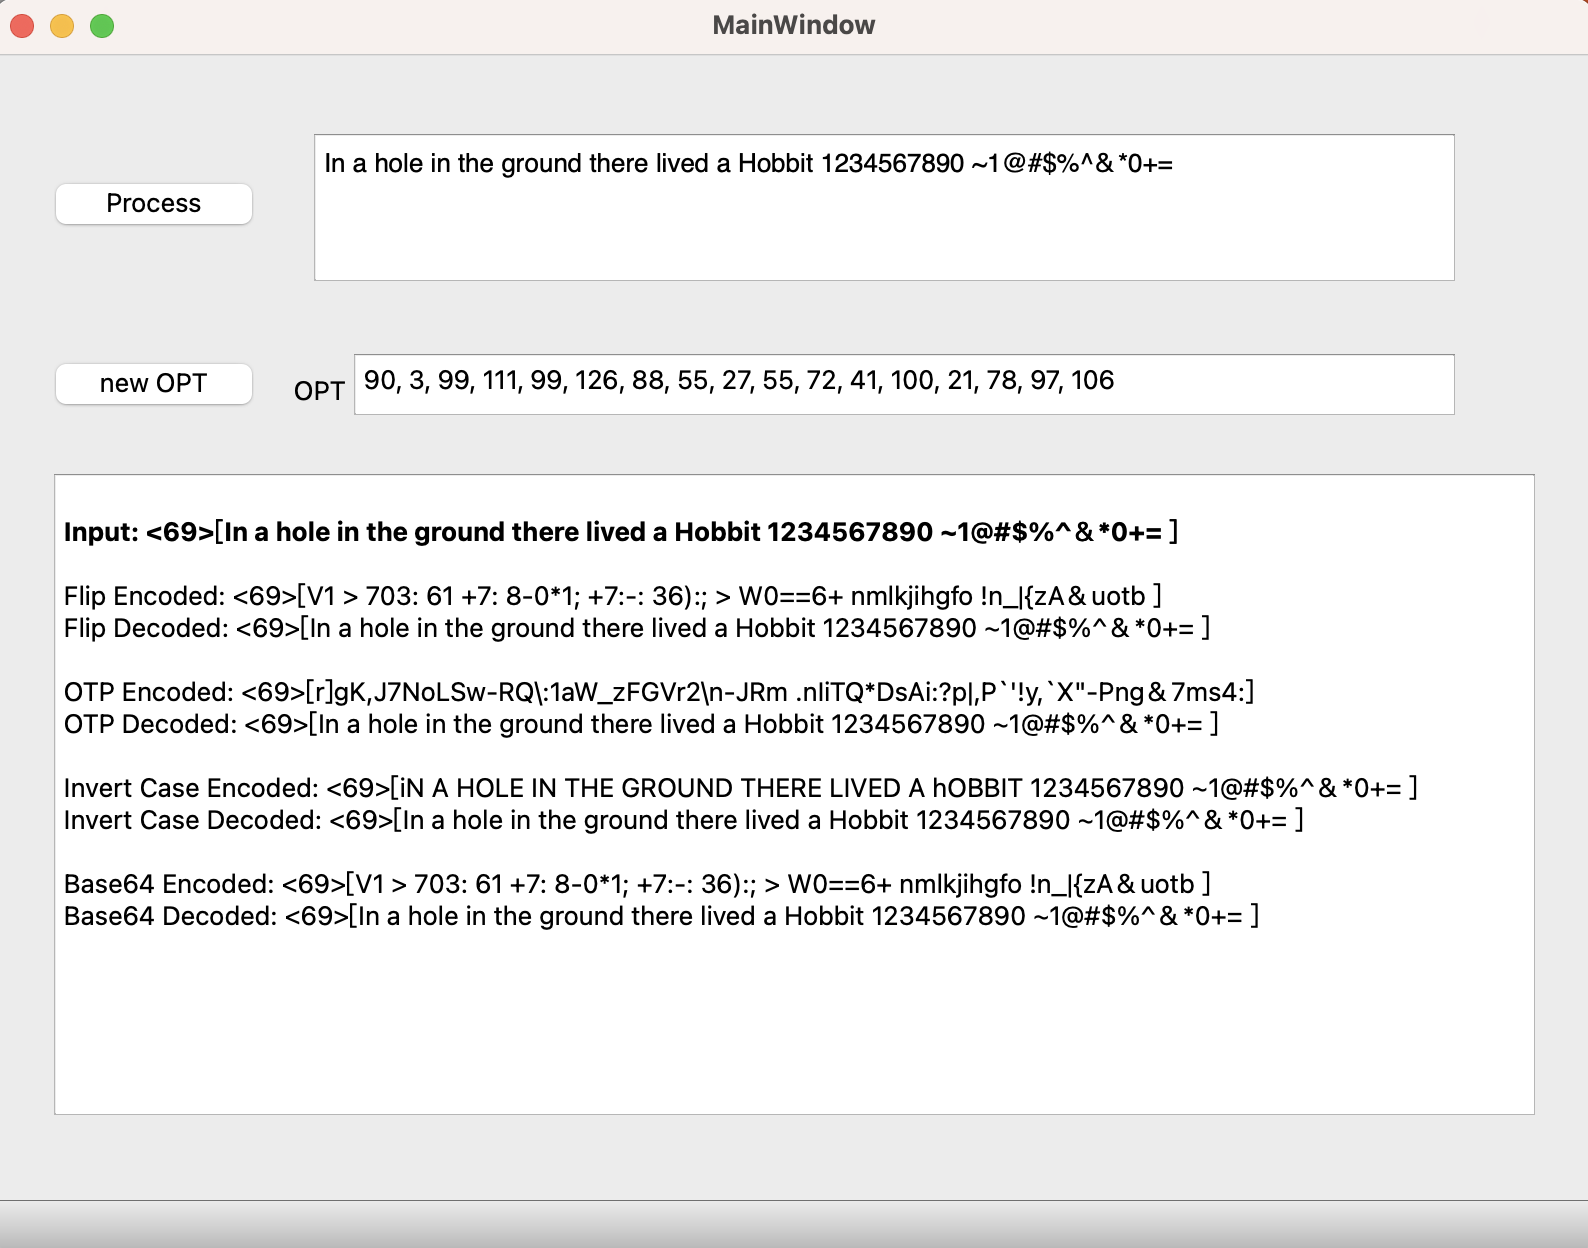 MainWindow
In a hole in the ground there lived a Hobbit 1234567890 ~1@#$%^& *0+=
Process
new OPT
OPT
90, 3, 99, 111, 99, 126, 88, 55, 27, 55, 72, 41, 100, 21, 78, 97, 106
Input: <69>[In a hole in the ground there lived a Hobbit 1234567890 ~1@#$%^& *0+= ]
Flip Encoded: <69>[V1 > 703: 61 +7: 8-0*1; +7:-: 36):; > W0==6+ nmlkjihgfo !n_|{zA& uotb ]
Flip Decoded: <69>[In a hole in the ground there lived a Hobbit 1234567890 ~1@#$%^& *0+= ]
OTP Encoded: <69>[r]gK,J7NoLSw-RQ\:1aW_zFGVr2\n-JRm .nIiTQ*DsAi:?p|,P`'!y,`X"-Png& 7ms4:]
OTP Decoded: <69>[In a hole in the ground there lived a Hobbit 1234567890 ~1@#$%^& *0+= ]
Invert Case Encoded: <69>[iN A HOLE IN THE GROUND THERE LIVED A hOBBIT 1234567890 ~1@#$%^& *0+= ]
Invert Case Decoded: <69>[In a hole in the ground there lived a Hobbit 1234567890 ~1@#$%^& *0+= ]
Base64 Encoded: <69>[V1 > 703: 61 +7: 8-0*1; +7:-: 36):; > W0==6+ nmlkjihgfo !n_|{zA& uotb ]
Base64 Decoded: <69>[In a hole in the ground there lived a Hobbit 1234567890 ~1@#$%^& *0+= ]